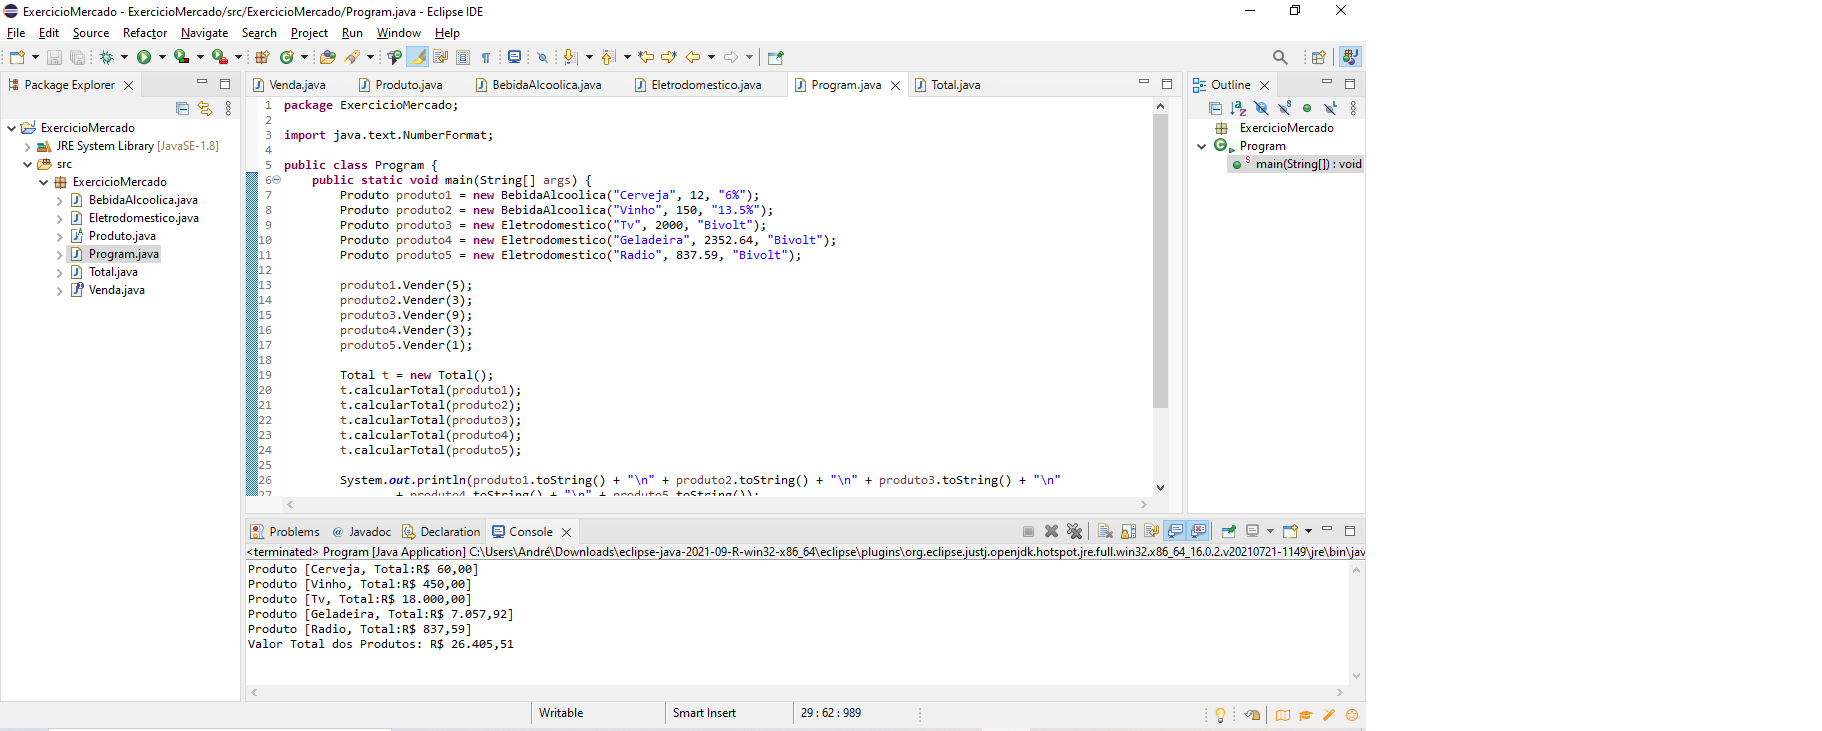 ExercicioMercado - ExercicioMercado/src/ExercicioMercado/Program.java - Eclipse IDE
File Edit Source Refactor Navigate Search Project Run Window Help
Package Explorer
ExercicioMercado
JRE System Library [JavaSE-1.8]
src
ExercicioMercado
BebidaAlcoolica.java
Eletrodomestico.java
Produto.java
Program.java
Total.java
Venda.java
Venda.java Produto.java BebidaAlcoolica.java Eletrodomestico.java Program.java Total.java
1 package ExercicioMercado;
2
3 import java.text.NumberFormat;
4
5 public class Program {
6 public static void main(String[] args) {
7 Produto produto1 = new BebidaAlcoolica("Cerveja", 12, "6%");
8 Produto produto2 = new BebidaAlcoolica("Vinho", 150, "13.5%");
9 Produto produto3 = new Eletrodomestico("Tv", 2000, "Bivolt");
10 Produto produto4 = new Eletrodomestico("Geladeira", 2352.64, "Bivolt");
11 Produto produto5 = new Eletrodomestico("Radio", 837.59, "Bivolt");
12
13 produto1.Vender(5);
14 produto2.Vender(3);
15 produto3.Vender(9);
16 produto4.Vender(3);
17 produto5.Vender(1);
18
19 Total t = new Total();
20 t.calcularTotal(produto1);
21 t.calcularTotal(produto2);
22 t.calcularTotal(produto3);
23 t.calcularTotal(produto4);
24 t.calcularTotal(produto5);
25
26 System.out.println(produto1.toString() + "\n" + produto2.toString() + "\n" + produto3.toString() + "\n"
27 + produto4.toString() + "\n" + produto5.toString());
Outline
ExercicioMercado
Program
main(String[]) : void
Problems Javadoc Declaration Console
<terminated> Program [Java Application] C:\Users\André\Downloads\eclipse-java-2021-09-R-win32-x86_64\eclipse\plugins\org.eclipse.justj.openjdk.hotspot.jre.full.win32.x86_64_16.0.2.v20210721-1149\jre\bin\jav
Produto [Cerveja, Total:R$ 60,00]
Produto [Vinho, Total:R$ 450,00]
Produto [Tv, Total:R$ 18.000,00]
Produto [Geladeira, Total:R$ 7.057,92]
Produto [Radio, Total:R$ 837,59]
Valor Total dos Produtos: R$ 26.405,51
Writable Smart Insert 29 : 62 : 989